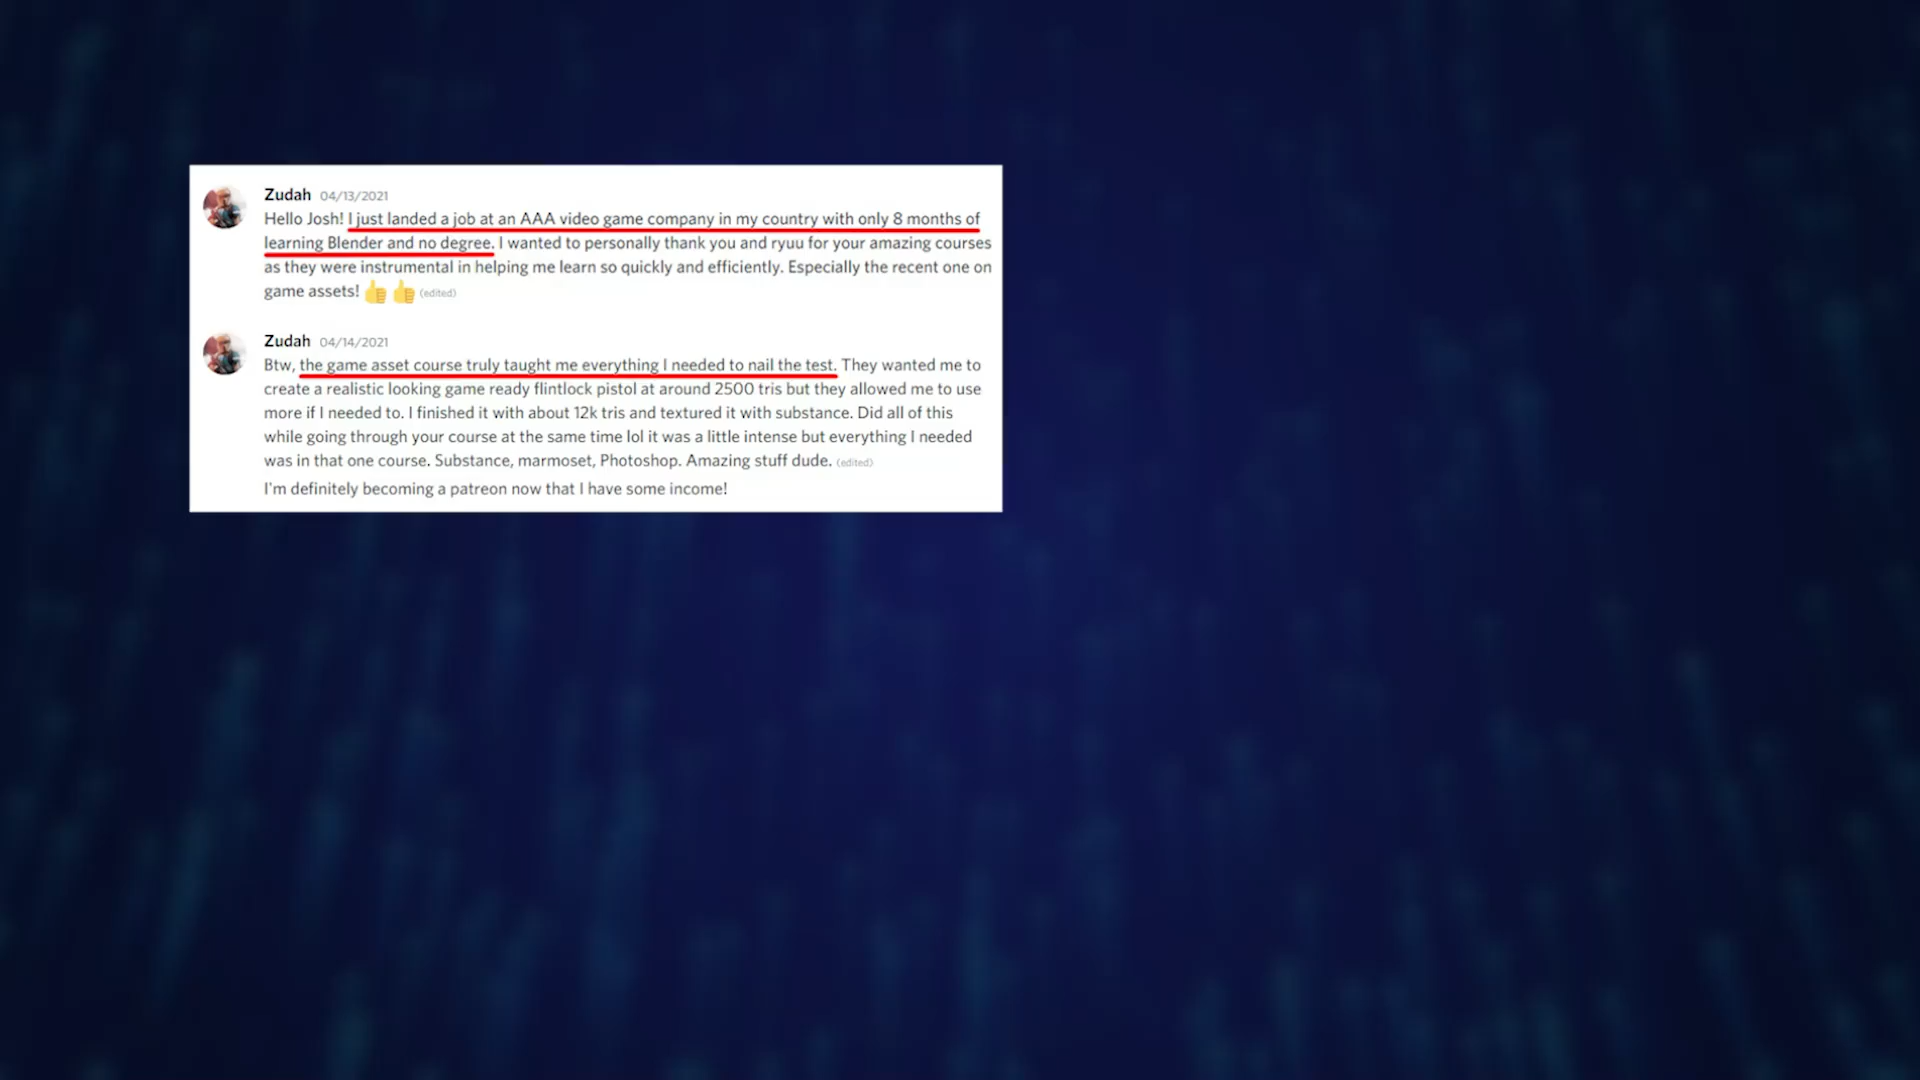 Zudah 04/13/2021
Hello Josh! I just landed a job at an AAA video game company in my country with only 8 months of
learning Blender and no degree. I wanted to personally thank you and ryuu for your amazing courses
as they were instrumental in helping me learn so quickly and efficiently. Especially the recent one on
game assets! 👍 👍 (edited)
Zudah 04/14/2021
Btw, the game asset course truly taught me everything I needed to nail the test. They wanted me to
create a realistic looking game ready flintlock pistol at around 2500 tris but they allowed me to use
more if I needed to. I finished it with about 12k tris and textured it with substance. Did all of this
while going through your course at the same time lol it was a little intense but everything I needed
was in that one course. Substance, marmoset, Photoshop. Amazing stuff dude. (edited)
I'm definitely becoming a patreon now that I have some income!